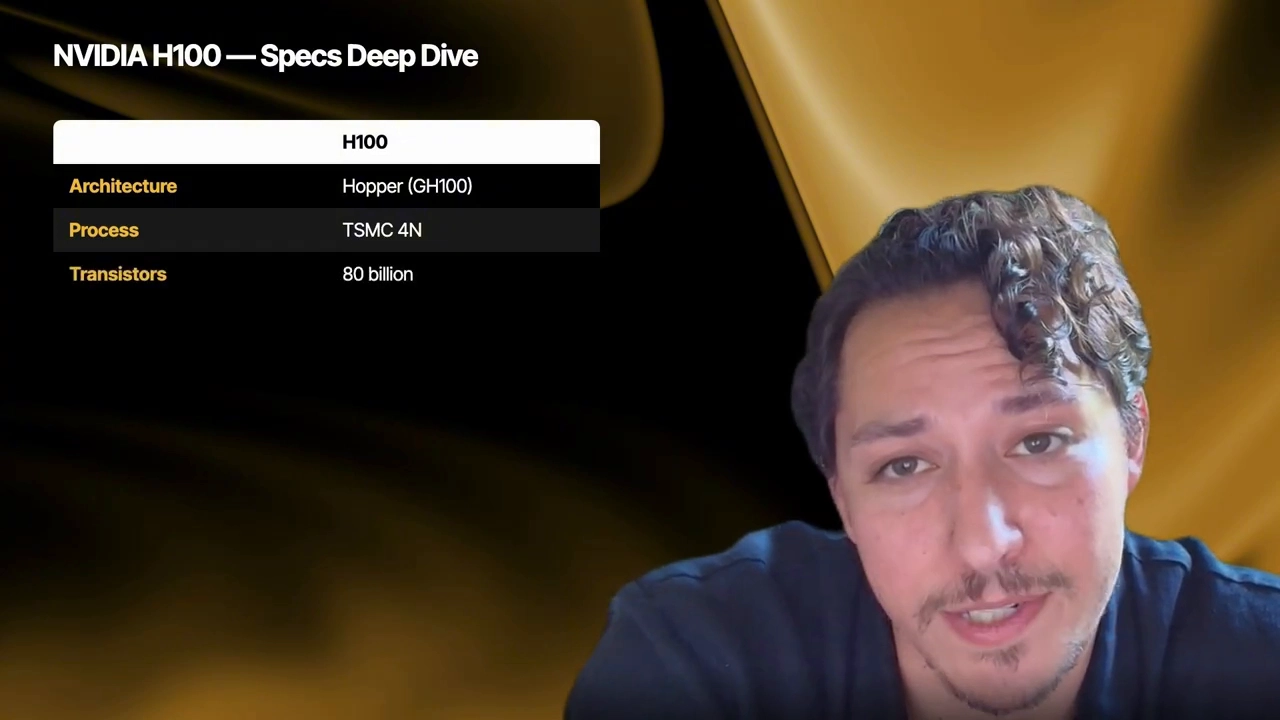 NVIDIA H100 — Specs Deep Dive
H100
Architecture Hopper (GH100)
Process TSMC 4N
Transistors 80 billion